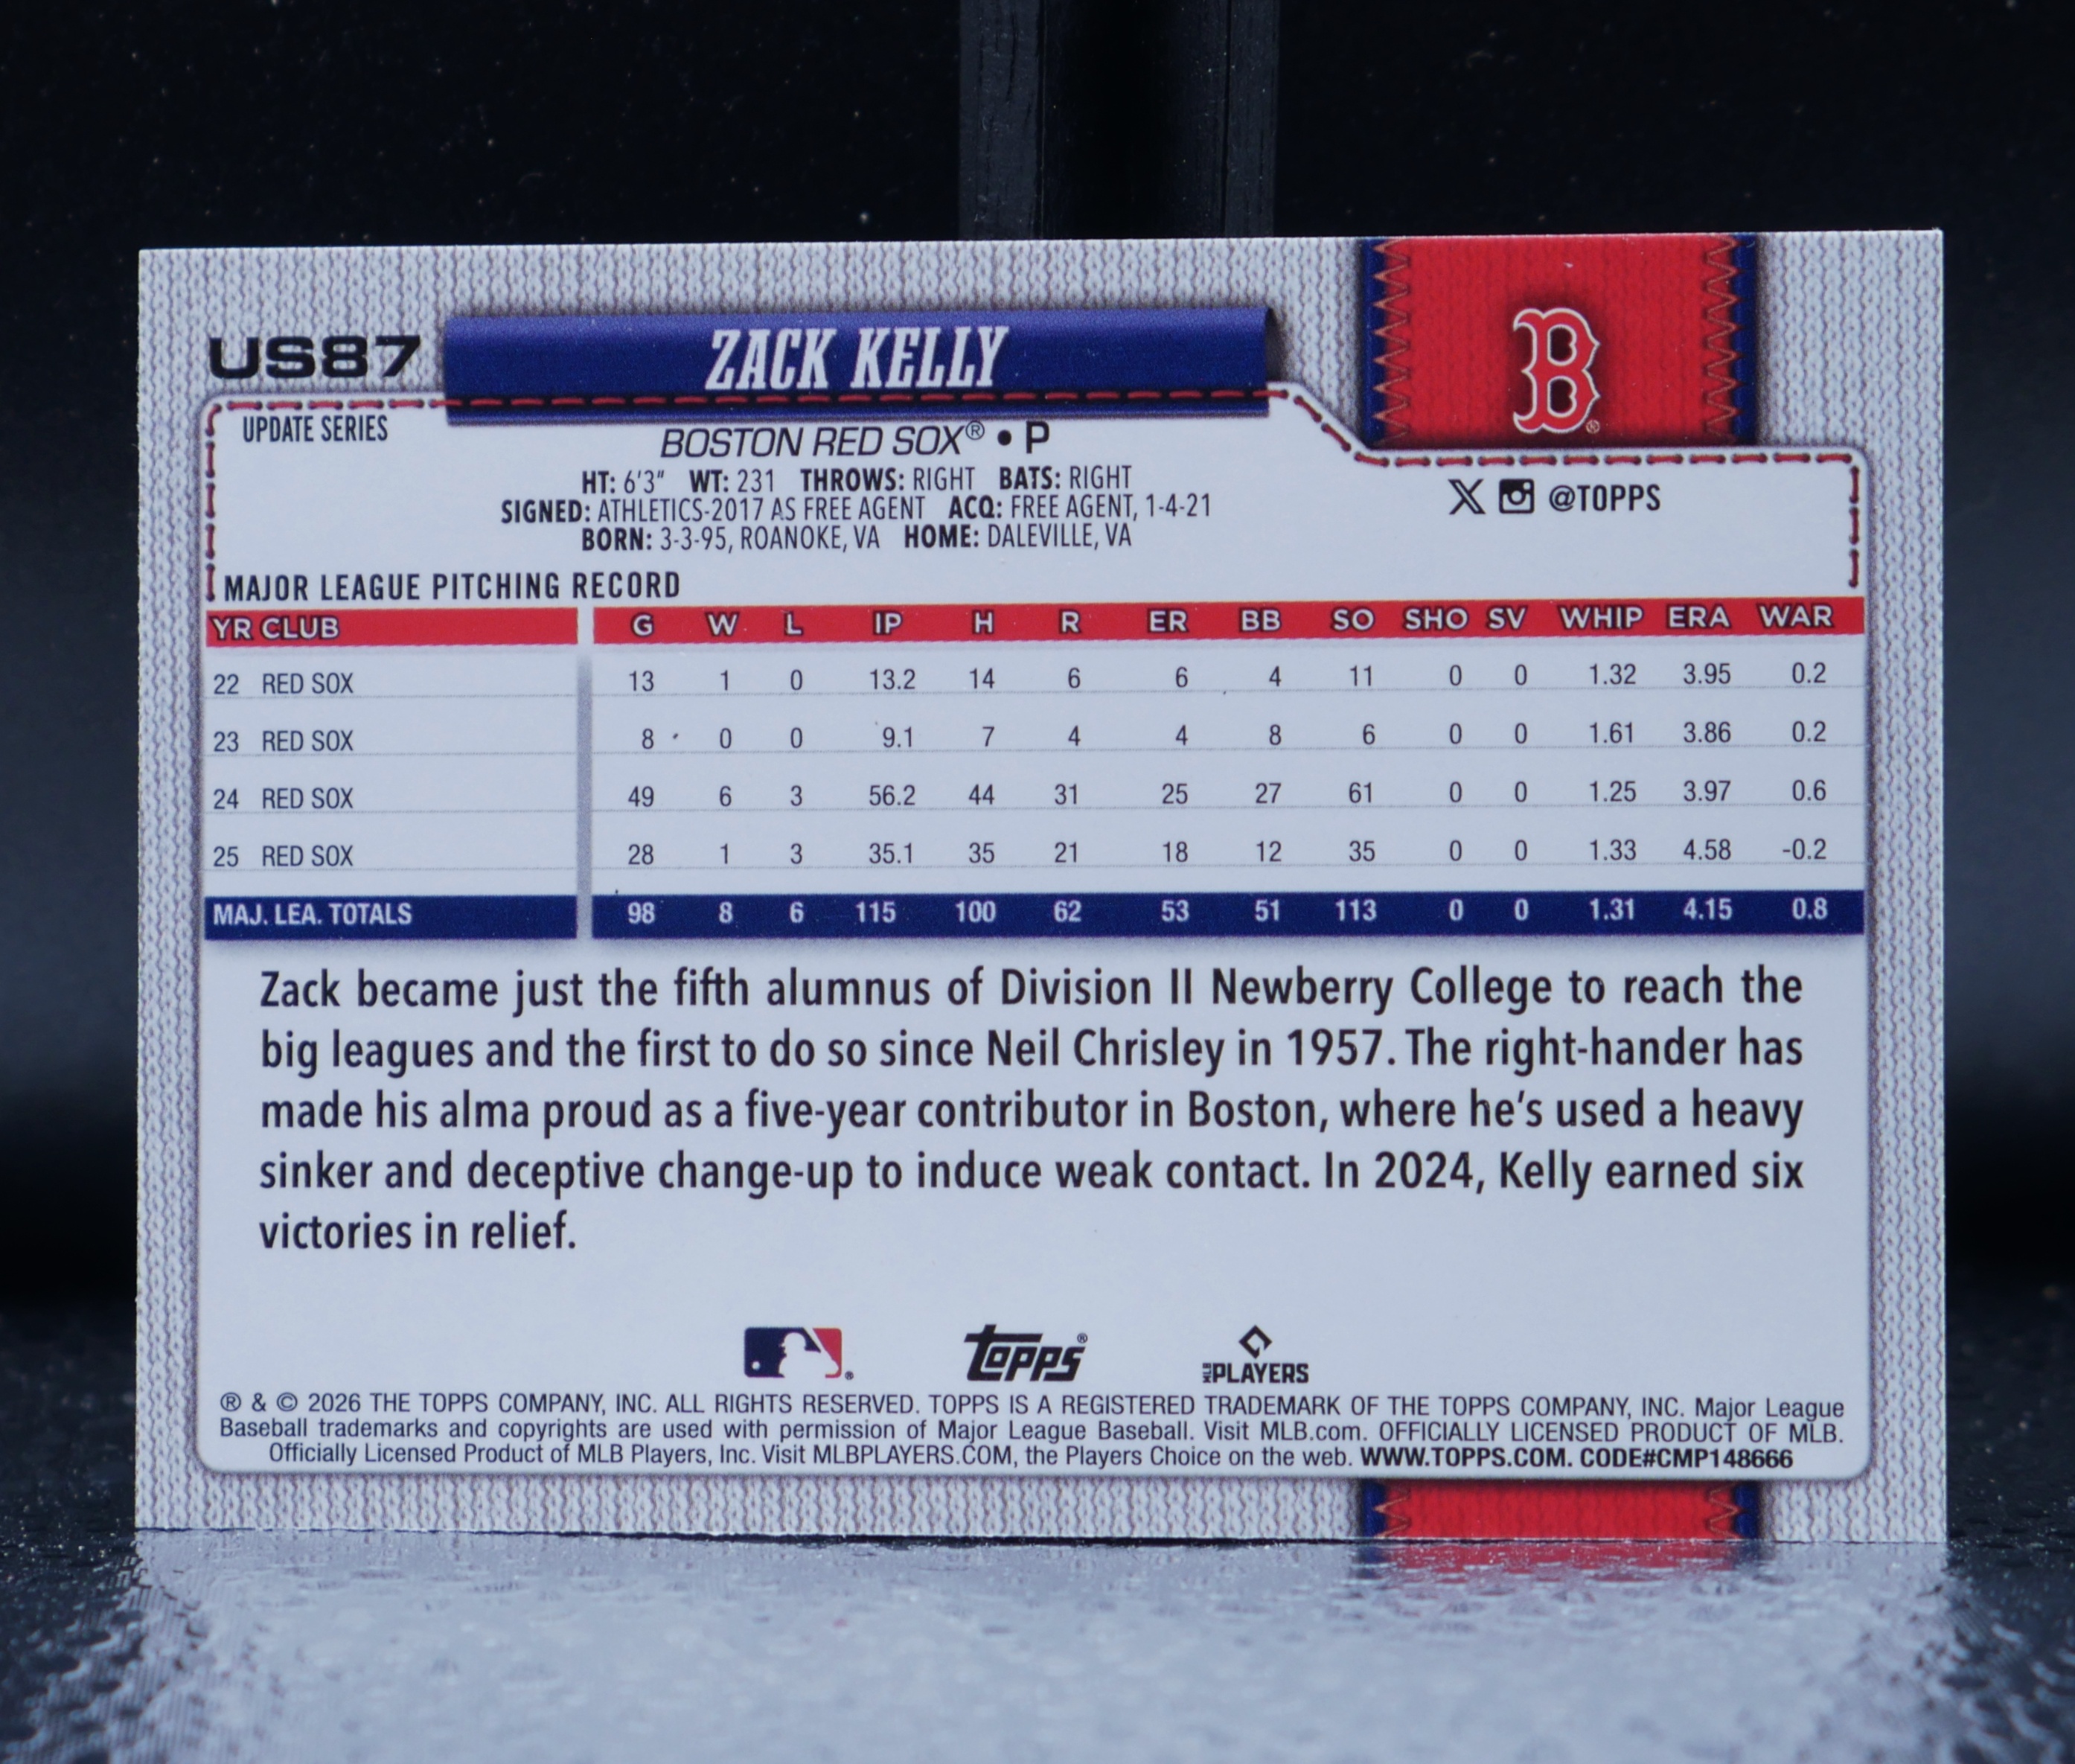 US87
ZACK KELLY
B®
UPDATE SERIES
BOSTON RED SOX® • P
HT: 6'3" WT: 231 THROWS: RIGHT BATS: RIGHT
SIGNED: ATHLETICS-2017 AS FREE AGENT ACQ: FREE AGENT, 1-4-21
BORN: 3-3-95, ROANOKE, VA HOME: DALEVILLE, VA
X @TOPPS
MAJOR LEAGUE PITCHING RECORD
YR CLUB G W L IP H R ER BB SO SHO SV WHIP ERA WAR
22 RED SOX 13 1 0 13.2 14 6 6 4 11 0 0 1.32 3.95 0.2
23 RED SOX 8 0 0 9.1 7 4 4 8 6 0 0 1.61 3.86 0.2
24 RED SOX 49 6 3 56.2 44 31 25 27 61 0 0 1.25 3.97 0.6
25 RED SOX 28 1 3 35.1 35 21 18 12 35 0 0 1.33 4.58 -0.2
MAJ. LEA. TOTALS 98 8 6 115 100 62 53 51 113 0 0 1.31 4.15 0.8
Zack became just the fifth alumnus of Division II Newberry College to reach the
big leagues and the first to do so since Neil Chrisley in 1957. The right-hander has
made his alma proud as a five-year contributor in Boston, where he's used a heavy
sinker and deceptive change-up to induce weak contact. In 2024, Kelly earned six
victories in relief.
® topps® MLB PLAYERS
® & © 2026 THE TOPPS COMPANY, INC. ALL RIGHTS RESERVED. TOPPS IS A REGISTERED TRADEMARK OF THE TOPPS COMPANY, INC. Major League
Baseball trademarks and copyrights are used with permission of Major League Baseball. Visit MLB.com. OFFICIALLY LICENSED PRODUCT OF MLB.
Officially Licensed Product of MLB Players, Inc. Visit MLBPLAYERS.COM, the Players Choice on the web. WWW.TOPPS.COM. CODE#CMP148666